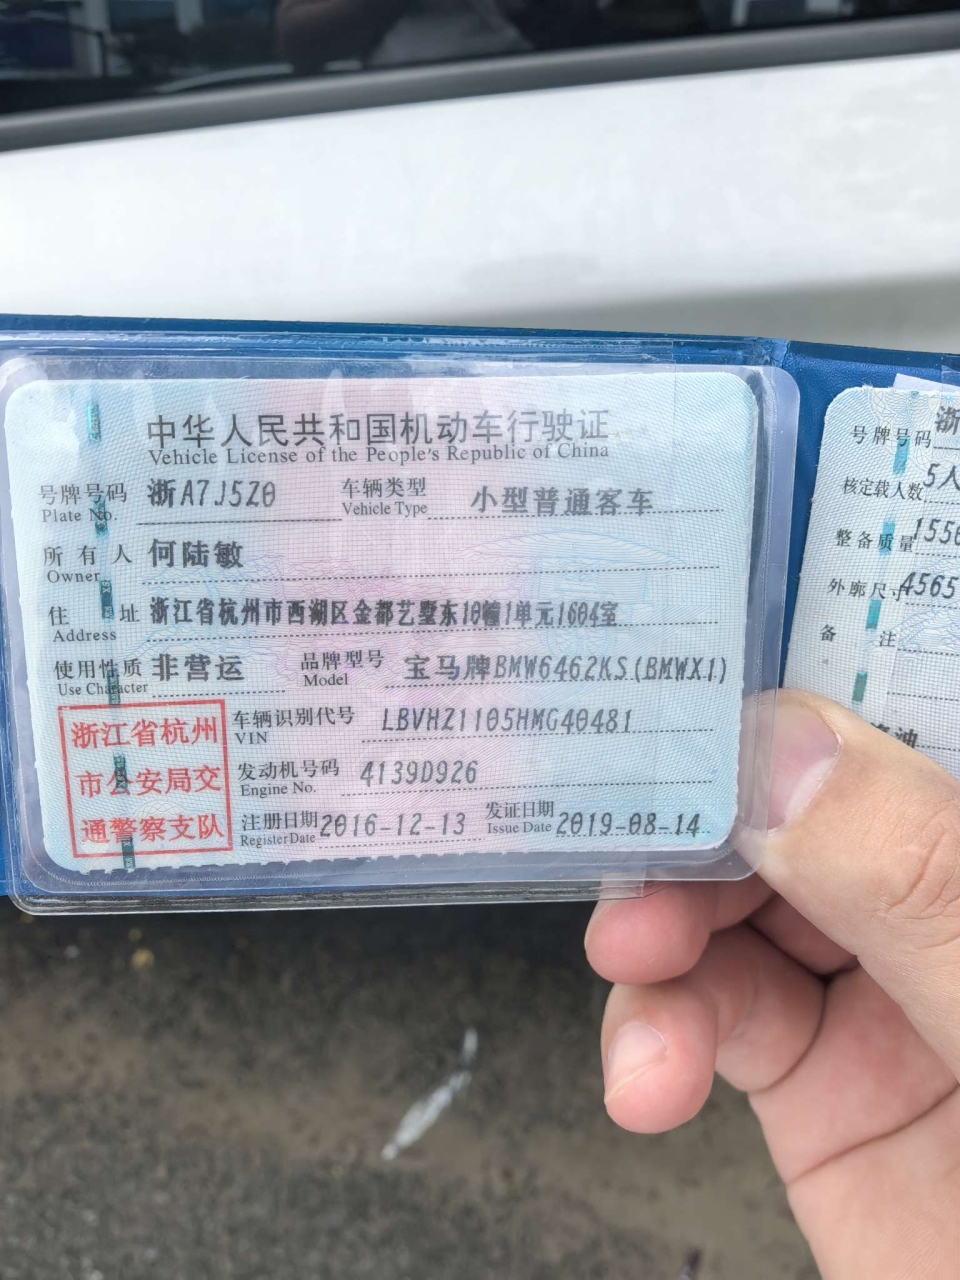 中华人民共和国机动车行驶证
Vehicle License of the People's Republic of China
号牌号码 浙A7J5Z0 车辆类型 小型普通客车
Plate No. Vehicle Type
所有人 何陆敏
Owner
住址 浙江省杭州市西湖区金都艺墅东10幢1单元1604室
Address
使用性质 非营运 品牌型号 宝马牌BMW6462KS(BMWX1)
Use Character Model
浙江省杭州
市公安局交
通警察支队
车辆识别代号 LBVHZ1105HMG40481
VIN
发动机号码 4139D926
Engine No.
注册日期 2016-12-13 发证日期 2019-08-14
Register Date Issue Date
号牌号码 浙
核定载人数 5人
整备质量 1556
外廓尺寸 4565
备注
油